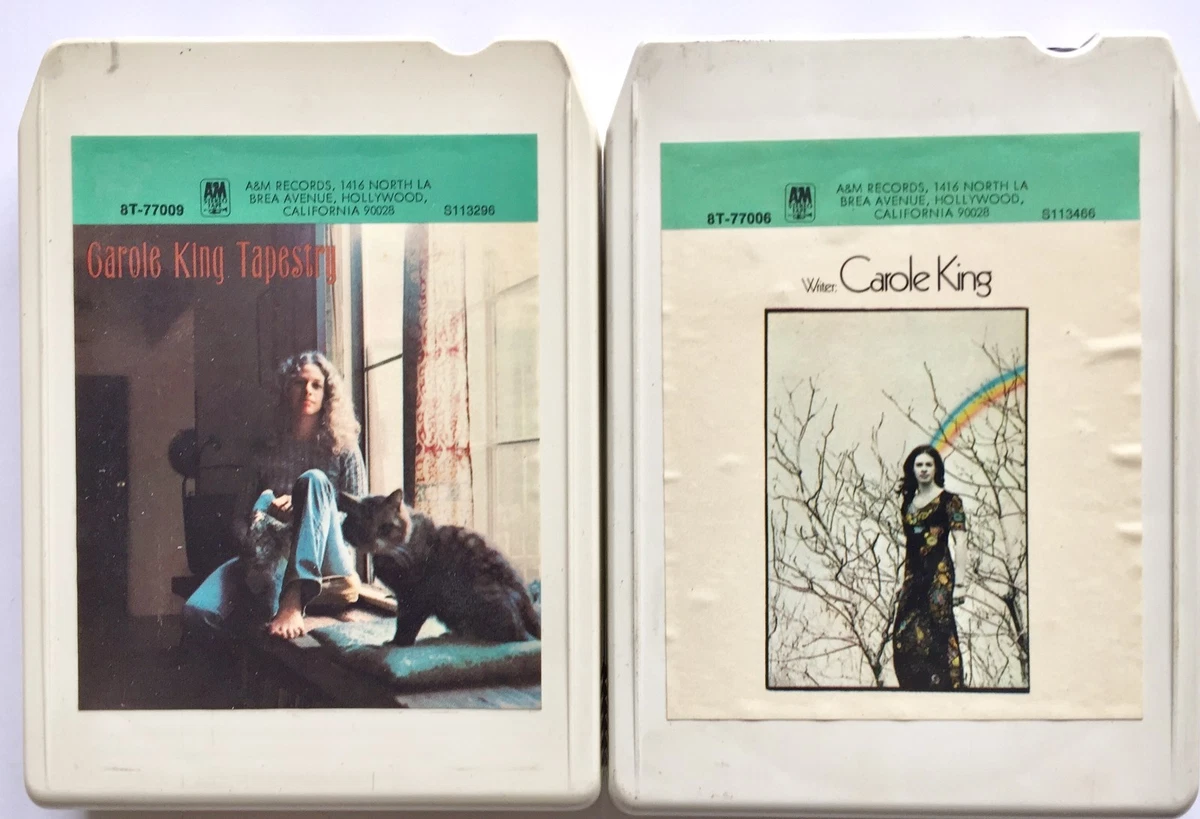 8T-77009
A&M
A&M RECORDS, 1416 NORTH LA
BREA AVENUE, HOLLYWOOD,
CALIFORNIA 90028
S113296
Carole King Tapestry
8T-77006
A&M
A&M RECORDS, 1416 NORTH LA
BREA AVENUE, HOLLYWOOD,
CALIFORNIA 90028
S113466
Writer: Carole King